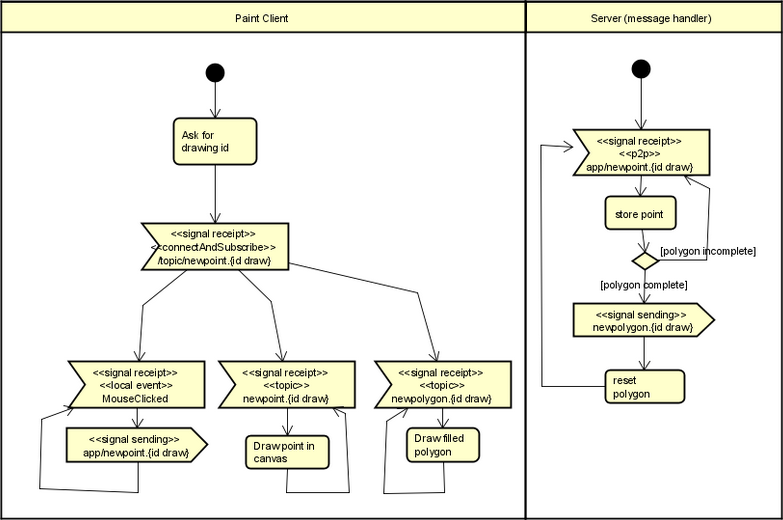 Paint Client
Ask for
drawing id
<<signal receipt>>
<<connectAndSubscribe>>
/topic/newpoint.{id draw}
<<signal receipt>>
<<local event>>
MouseClicked
<<signal sending>>
app/newpoint.{id draw}
<<signal receipt>>
<<topic>>
newpoint.{id draw}
Draw point in
canvas
<<signal receipt>>
<<topic>>
newpolygon.{id draw}
Draw filled
polygon
Server (message handler)
<<signal receipt>>
<<p2p>>
app/newpoint.{id draw}
store point
[polygon incomplete]
[polygon complete]
<<signal sending>>
newpolygon.{id draw}
reset
polygon